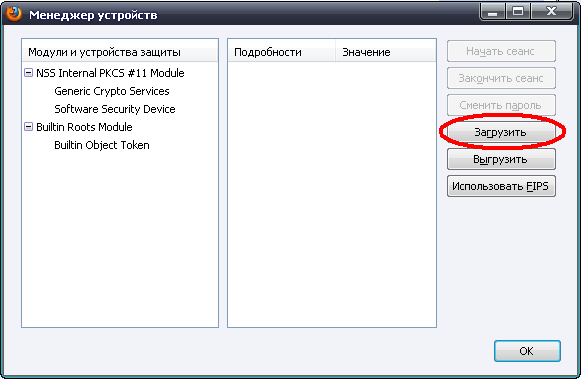 Менеджер устройств
Модули и устройства защиты
NSS Internal PKCS #11 Module
Generic Crypto Services
Software Security Device
Builtin Roots Module
Builtin Object Token
Подробности Значение
Начать сеанс
Закончить сеанс
Сменить пароль
Загрузить
Выгрузить
Использовать FIPS
OK